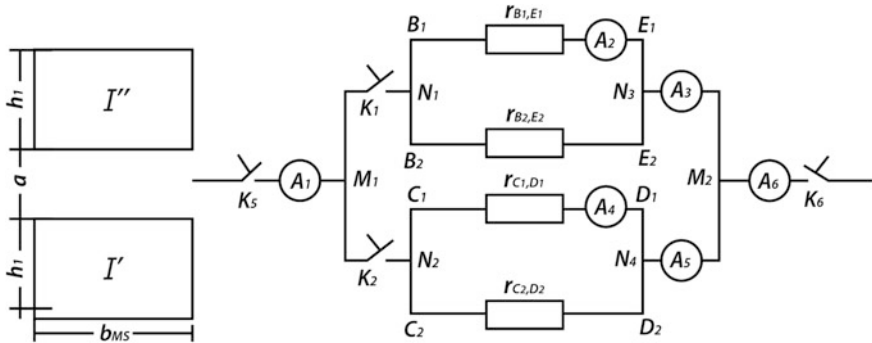 h₁
I''
a
h₁
I'
bMS
K₅
A₁
M₁
K₁
K₂
B₁
rB₁,E₁
A₂
E₁
N₁
N₃
A₃
B₂
rB₂,E₂
E₂
C₁
rC₁,D₁
A₄
D₁
N₂
N₄
A₅
C₂
rC₂,D₂
D₂
M₂
A₆
K₆